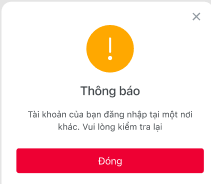 Thông báo
Tài khoản của bạn đăng nhập tại một nơi
khác. Vui lòng kiểm tra lại
Đóng